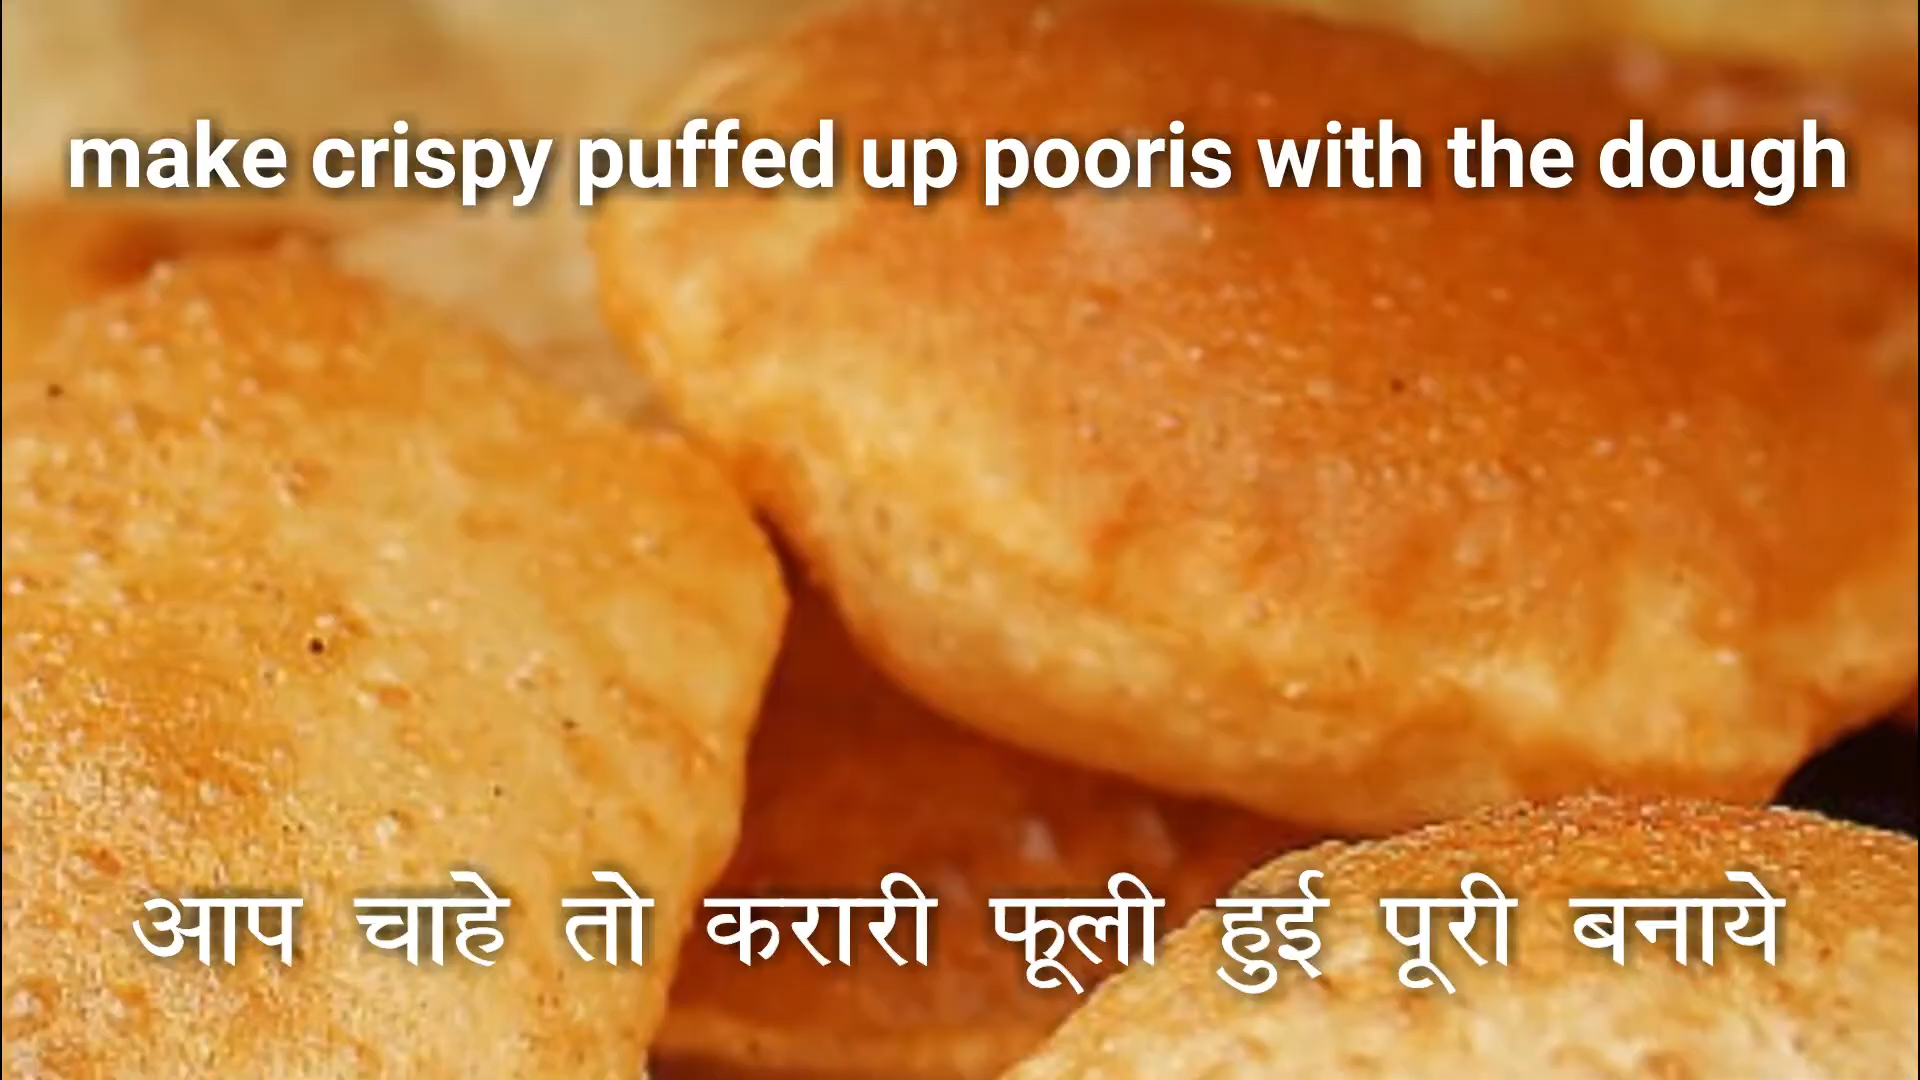 make crispy puffed up pooris with the dough
आप चाहे तो करारी फूली हुई पूरी बनाये